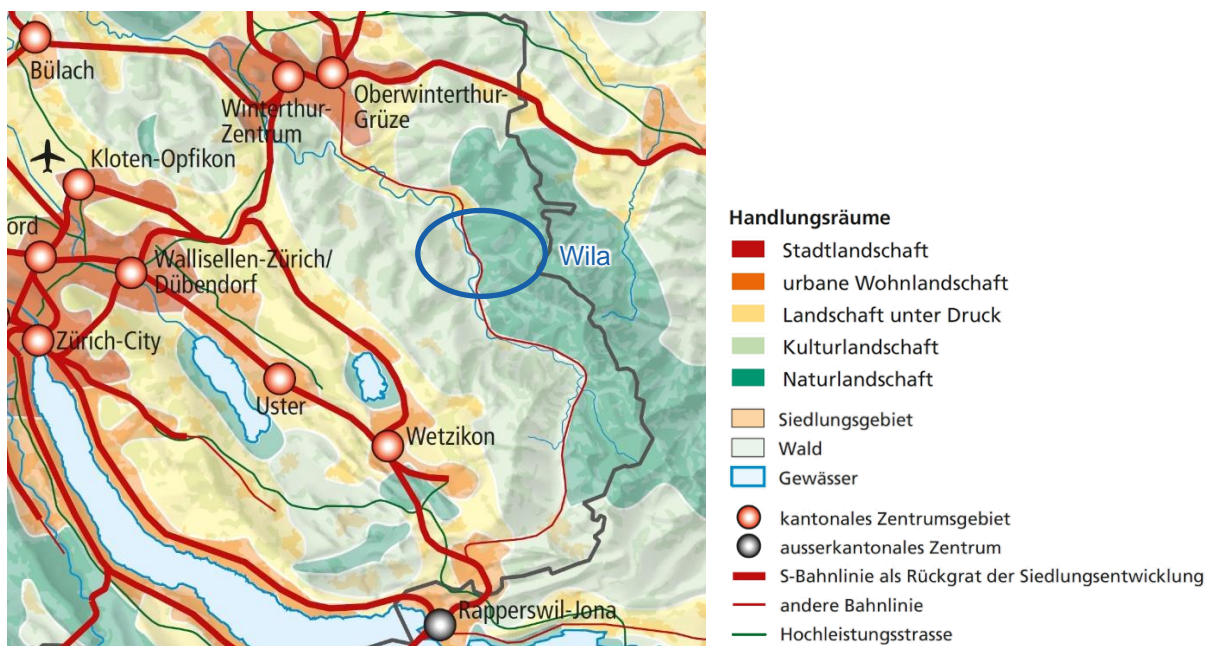 Bülach
Winterthur-
Zentrum
Oberwinterthur-
Grüze
Kloten-Opfikon
ord
Wallisellen-Zürich/
Dübendorf
Wila
Zürich-City
Uster
Wetzikon
Rapperswil-Jona
Handlungsräume
Stadtlandschaft
urbane Wohnlandschaft
Landschaft unter Druck
Kulturlandschaft
Naturlandschaft
Siedlungsgebiet
Wald
Gewässer
kantonales Zentrumsgebiet
ausserkantonales Zentrum
S-Bahnlinie als Rückgrat der Siedlungsentwicklung
andere Bahnlinie
Hochleistungsstrasse